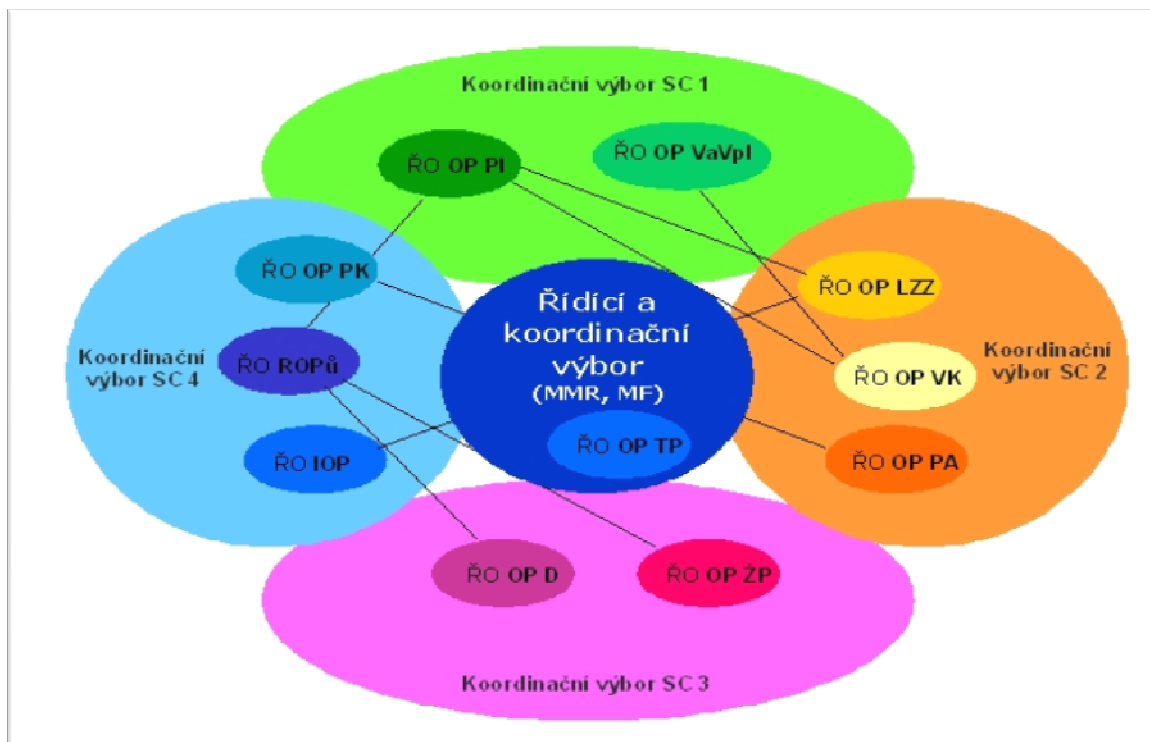 Koordinační výbor SC 1
ŘO OP PI
ŘO OP VaVpI
ŘO OP PK
ŘO OP LZZ
Řídící a
koordinační
výbor
(MMR, MF)
Koordinační
výbor SC 4
ŘO ROPů
Koordinační
výbor SC 2
ŘO OP VK
ŘO IOP
ŘO OP TP
ŘO OP PA
ŘO OP D
ŘO OP ŽP
Koordinační výbor SC 3